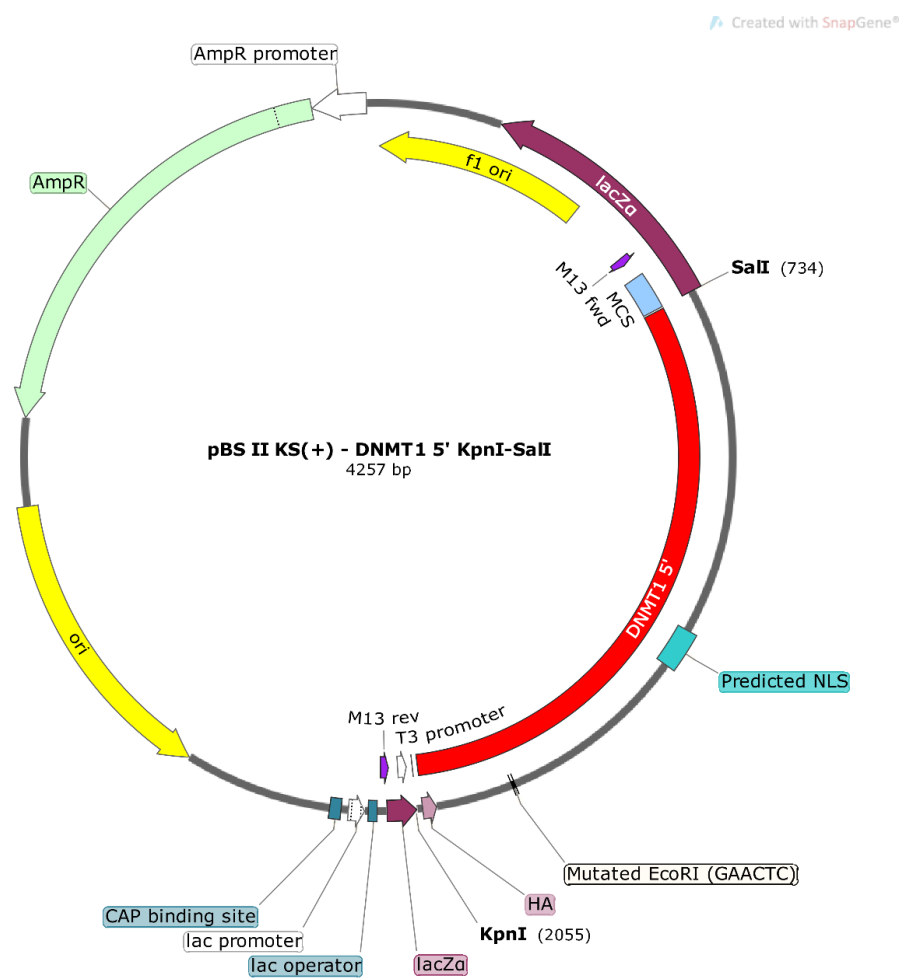 Created with SnapGene®
AmpR promoter
f1 ori
lacZα
AmpR
SalI (734)
M13 fwd
MCS
pBS II KS(+) - DNMT1 5' KpnI-SalI
4257 bp
DNMT1 5'
ori
Predicted NLS
M13 rev
T3 promoter
Mutated EcoRI (GAACTC)
HA
CAP binding site
KpnI (2055)
lac promoter
lac operator
lacZα